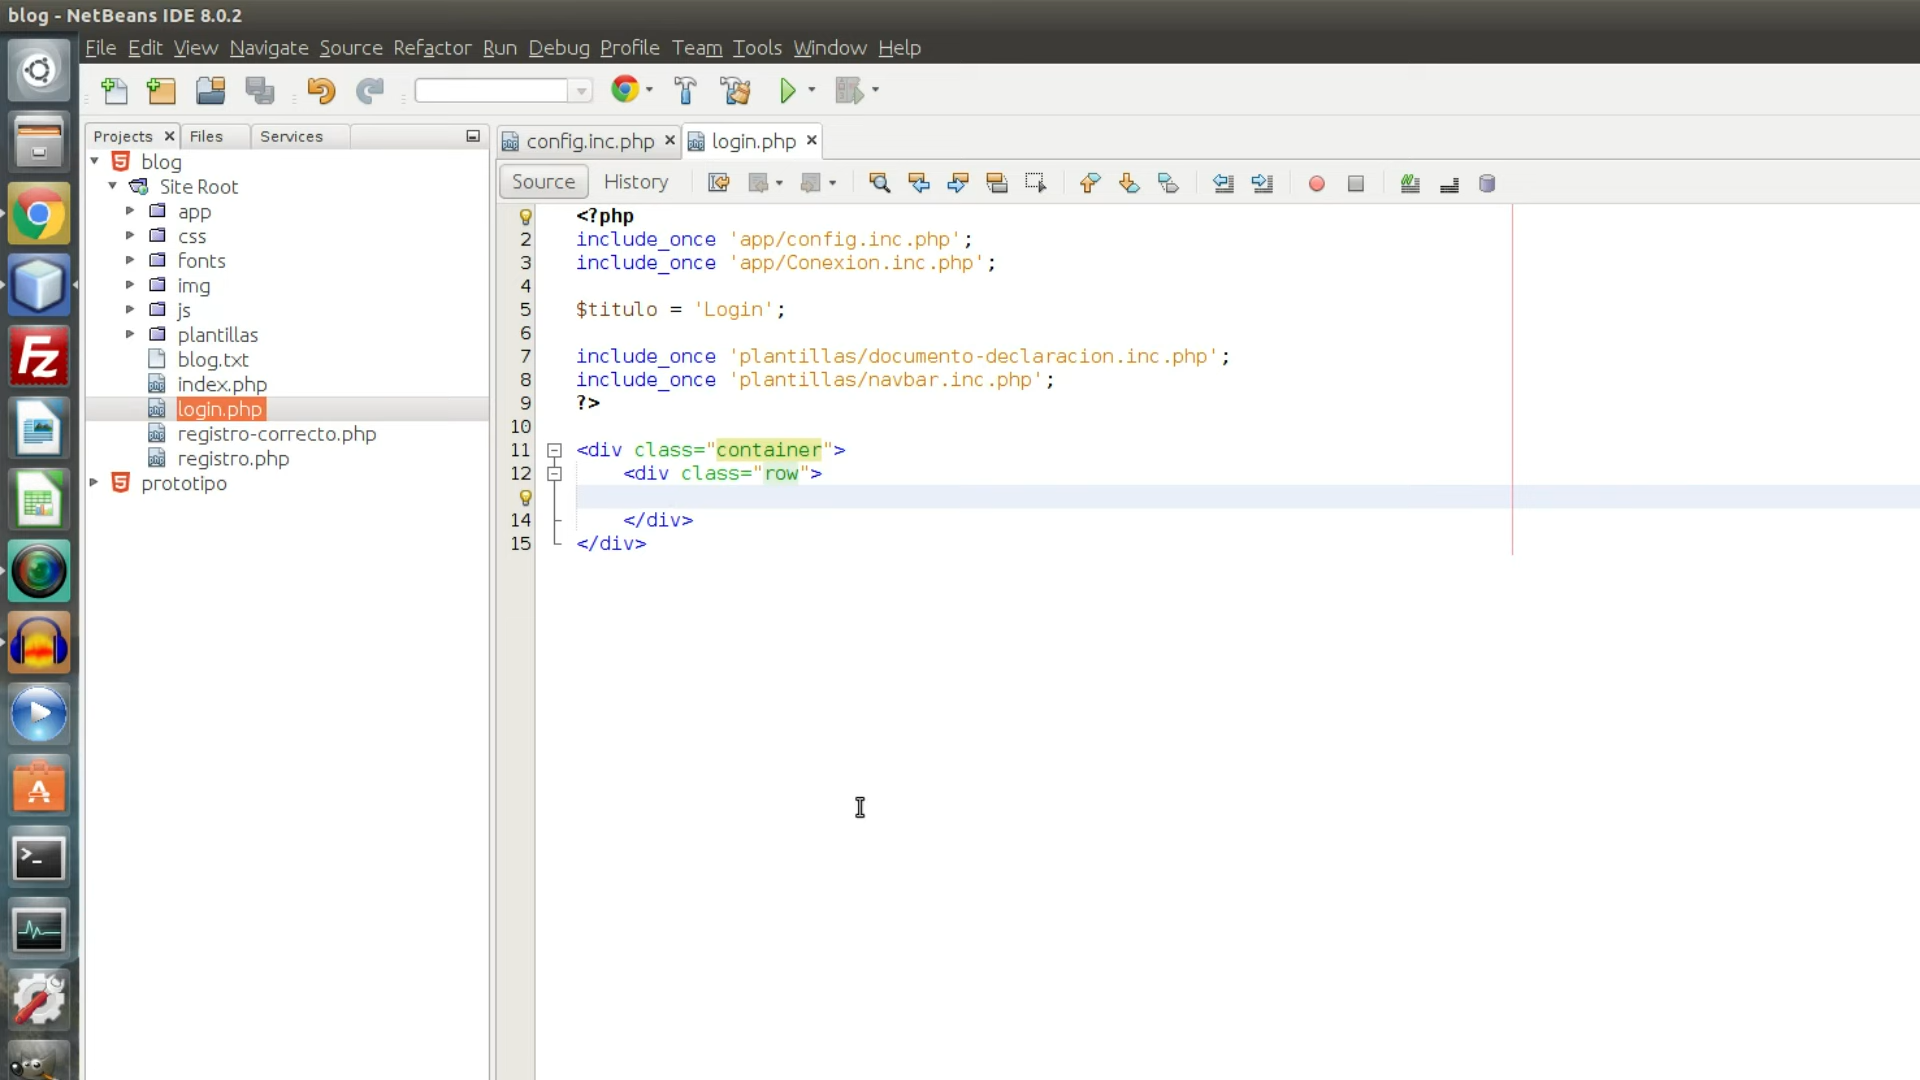 blog - NetBeans IDE 8.0.2
File Edit View Navigate Source Refactor Run Debug Profile Team Tools Window Help
Projects Files Services
config.inc.php login.php
blog
Site Root
app
css
fonts
img
js
plantillas
blog.txt
index.php
login.php
registro-correcto.php
registro.php
prototipo
Source History
<?php
2 include_once 'app/config.inc.php';
3 include_once 'app/Conexion.inc.php';
4
5 $titulo = 'Login';
6
7 include_once 'plantillas/documento-declaracion.inc.php';
8 include_once 'plantillas/navbar.inc.php';
9 ?>
10
11 <div class="container">
12 <div class="row">
14 </div>
15 </div>